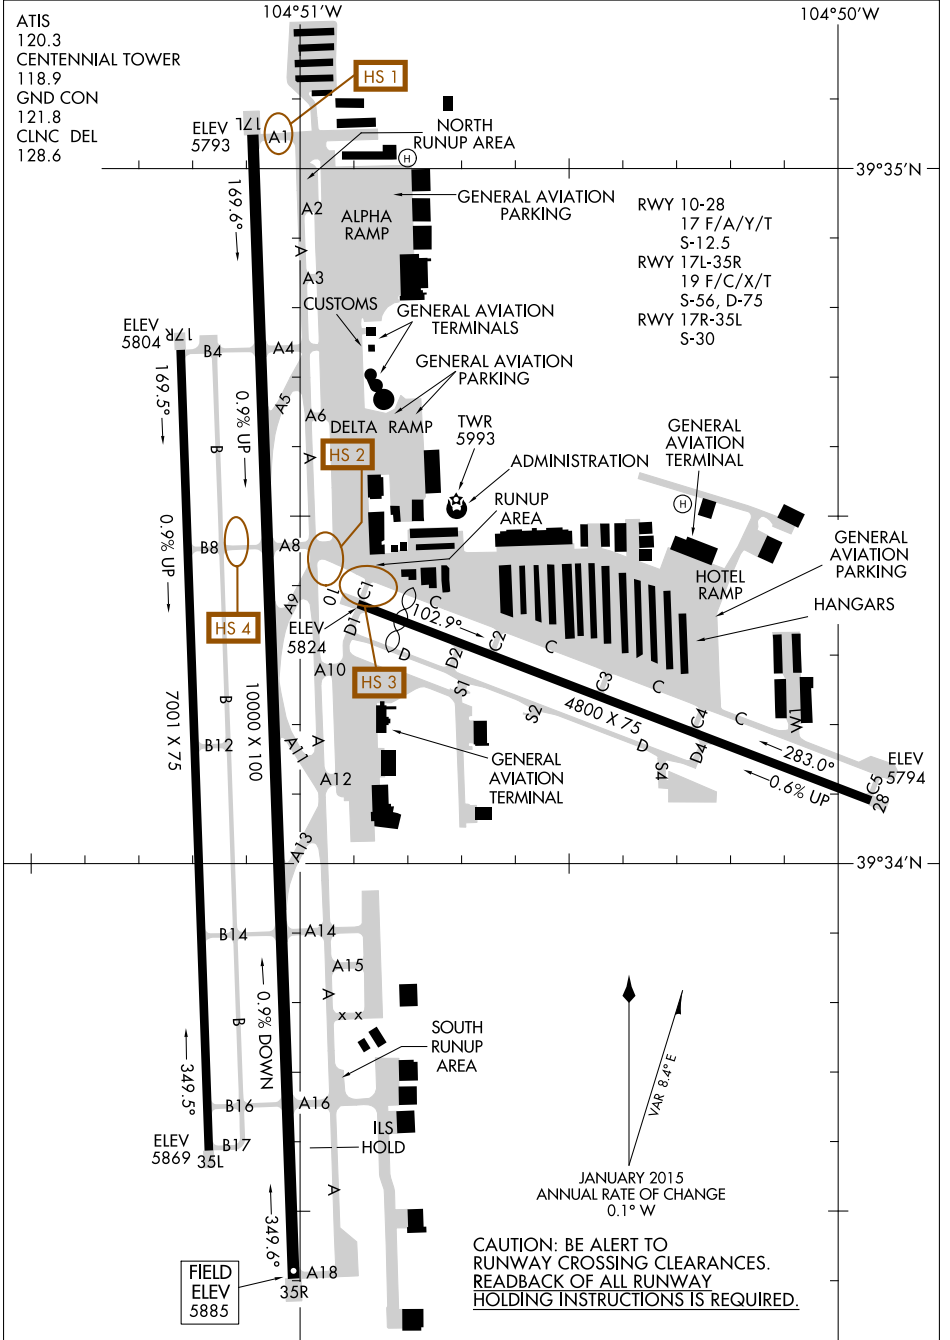 104°51'W
104°50'W
ATIS
120.3
CENTENNIAL TOWER
118.9
GND CON
121.8
CLNC DEL
128.6
HS 1
ELEV
5793
17L
A1
NORTH
RUNUP AREA
H
39°35'N
169.6°
A2
ALPHA
RAMP
GENERAL AVIATION
PARKING
RWY 10-28
17 F/A/Y/T
S-12.5
RWY 17L-35R
19 F/C/X/T
S-56, D-75
RWY 17R-35L
S-30
A
A3
CUSTOMS
GENERAL AVIATION
TERMINALS
ELEV
5804
17R
B4
A4
GENERAL AVIATION
PARKING
169.5°
0.9% UP
A5
A6
DELTA RAMP
TWR
5993
GENERAL
AVIATION
TERMINAL
B
A
HS 2
ADMINISTRATION
RUNUP
AREA
H
0.9% UP
B8
A8
GENERAL
AVIATION
PARKING
HOTEL
RAMP
HANGARS
HS 4
A9
10
C1
ELEV
5824
D1
C
102.9°
C2
D
D2
C
HS 3
A10
S1
C3
C
7001 X 75
10000 X 100
B
S2
4800 X 75
C4
C
W1
B12
A11
A
D
D4
283.0°
ELEV
5794
GENERAL
AVIATION
TERMINAL
A12
S4
0.6% UP
C5
28
A13
39°34'N
B14
A14
A15
0.9% DOWN
A
B
X X
SOUTH
RUNUP
AREA
349.5°
B16
A16
VAR 8.4° E
ELEV
5869
35L
B17
ILS
HOLD
A
JANUARY 2015
ANNUAL RATE OF CHANGE
0.1° W
349.6°
CAUTION: BE ALERT TO
RUNWAY CROSSING CLEARANCES.
READBACK OF ALL RUNWAY
HOLDING INSTRUCTIONS IS REQUIRED.
FIELD
ELEV
5885
A18
35R